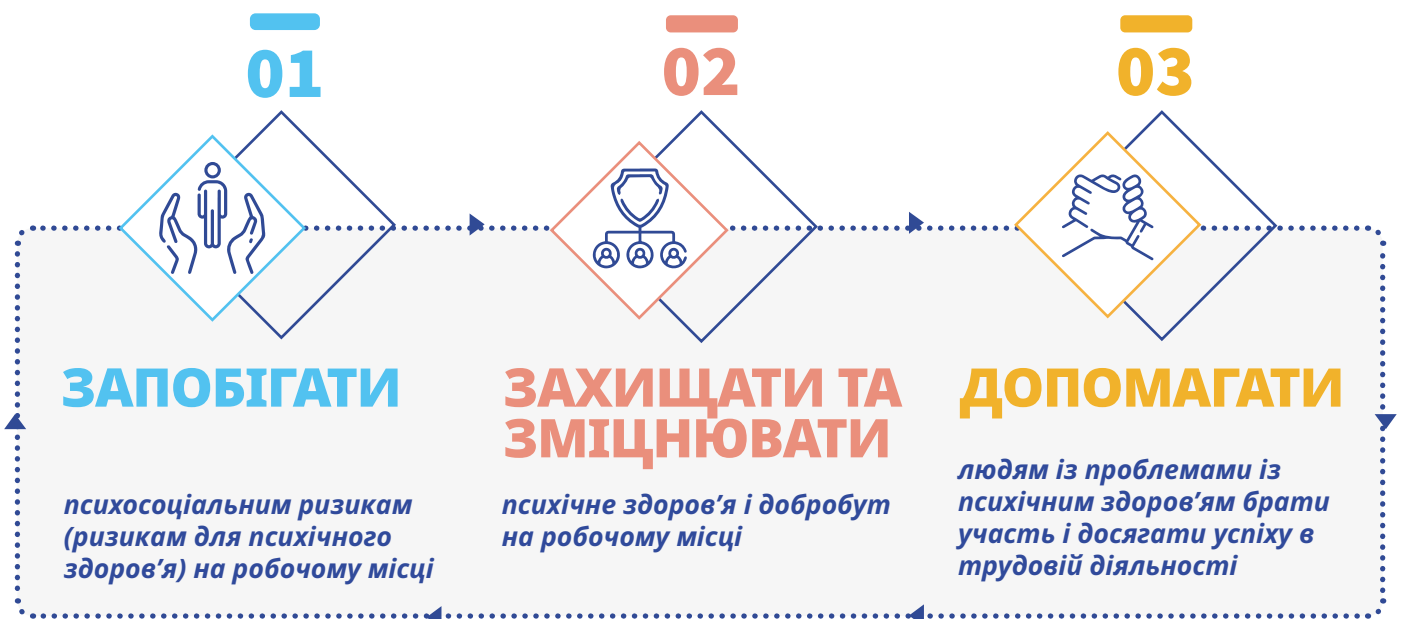 01
ЗАПОБІГАТИ
психосоціальним ризикам
(ризикам для психічного
здоров’я) на робочому місці
02
ЗАХИЩАТИ ТА
ЗМІЦНЮВАТИ
психічне здоров’я і добробут
на робочому місці
03
ДОПОМАГАТИ
людям із проблемами із
психічним здоров’ям брати
участь і досягати успіху в
трудовій діяльності